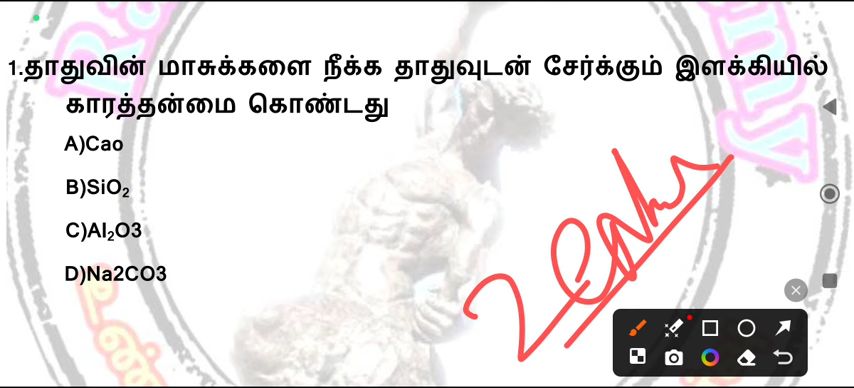 1.தாதுவின் மாசுக்களை நீக்க தாதுவுடன் சேர்க்கும் இளக்கியில்
காரத்தன்மை கொண்டது
A)Cao
B)SiO₂
C)Al₂O3
D)Na2CO3